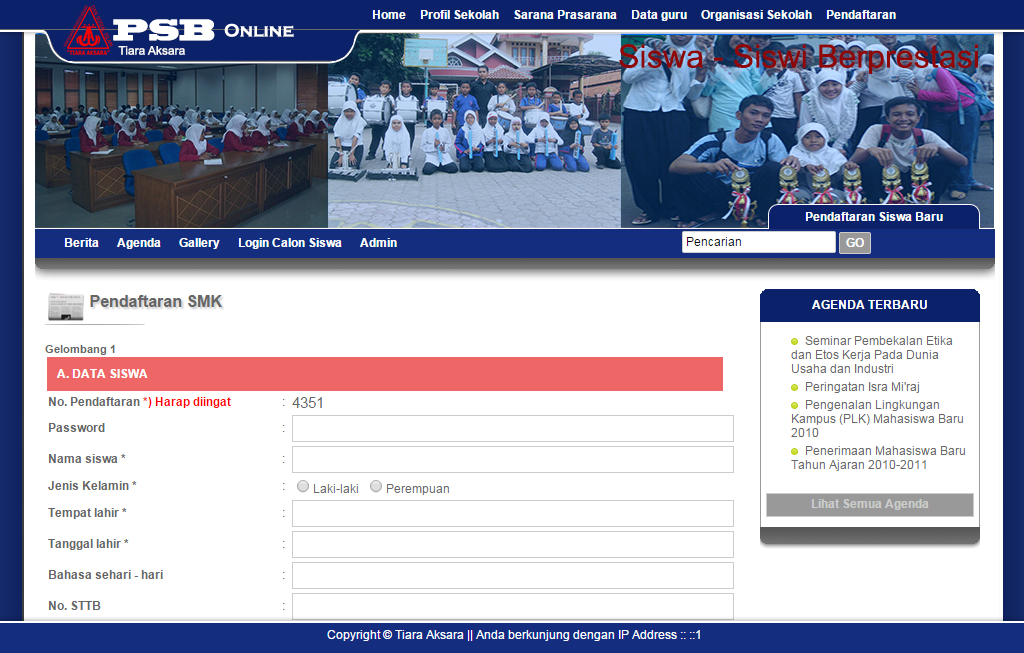 Home Profil Sekolah Sarana Prasarana Data guru Organisasi Sekolah Pendaftaran
TIARA AKSARA PSB ONLINE
Tiara Aksara
Siswa - Siswi Berprestasi
Pendaftaran Siswa Baru
Berita Agenda Gallery Login Calon Siswa Admin Pencarian GO
Pendaftaran SMK
Gelombang 1
A. DATA SISWA
No. Pendaftaran *) Harap diingat : 4351
Password :
Nama siswa * :
Jenis Kelamin * : Laki-laki Perempuan
Tempat lahir * :
Tanggal lahir * :
Bahasa sehari - hari :
No. STTB :
AGENDA TERBARU
Seminar Pembekalan Etika
dan Etos Kerja Pada Dunia
Usaha dan Industri
Peringatan Isra Mi'raj
Pengenalan Lingkungan
Kampus (PLK) Mahasiswa Baru
2010
Penerimaan Mahasiswa Baru
Tahun Ajaran 2010-2011
Lihat Semua Agenda
Copyright © Tiara Aksara || Anda berkunjung dengan IP Address :: ::1